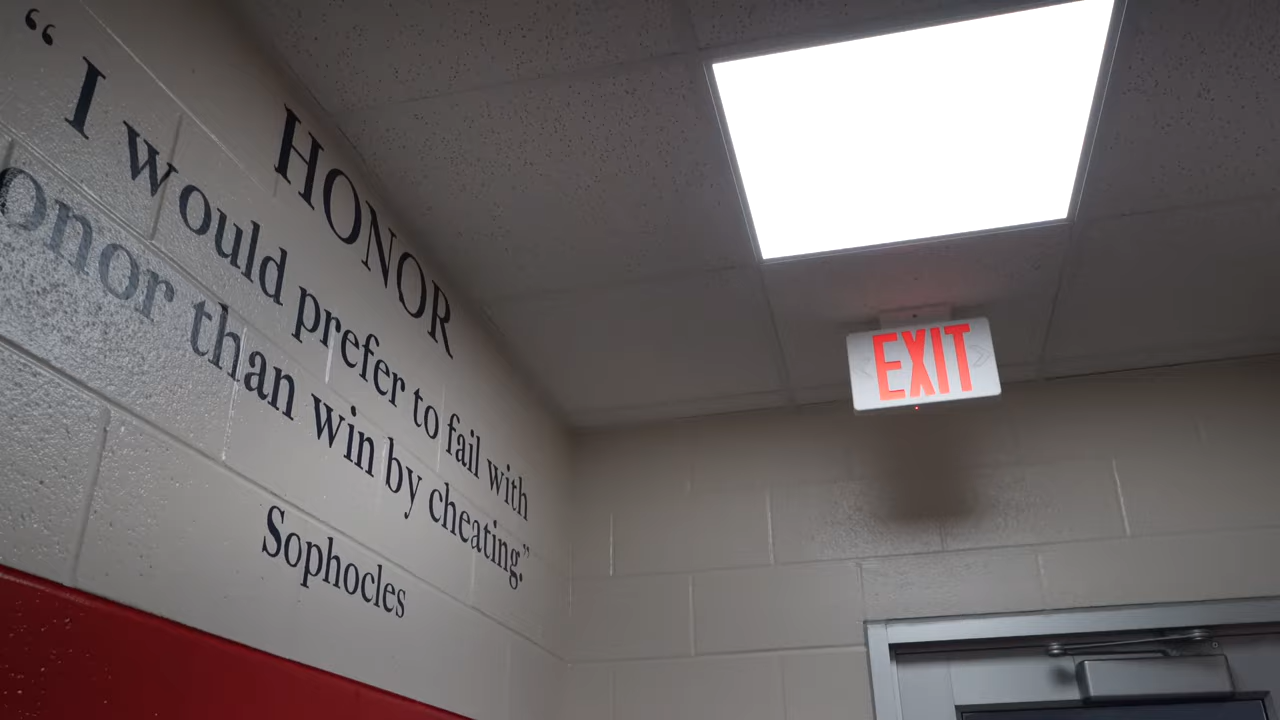 HONOR
“I would prefer to fail with
onor than win by cheating.”
Sophocles
EXIT